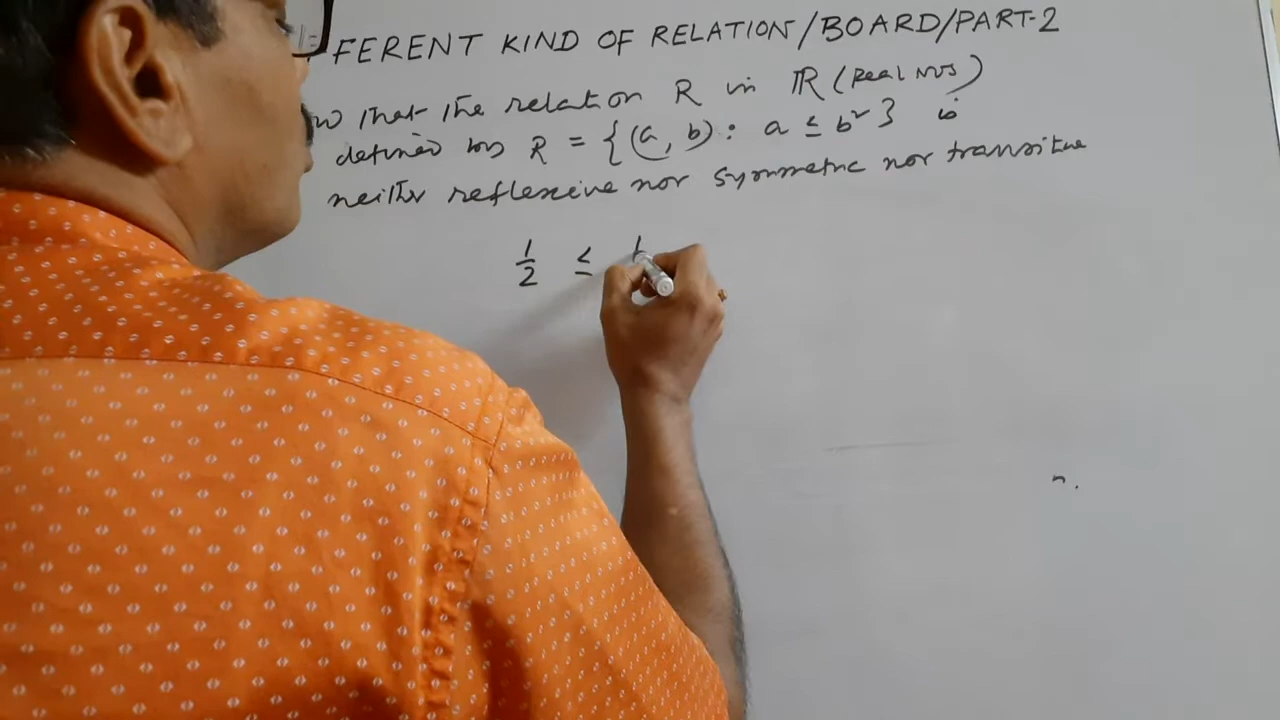 FERENT KIND OF RELATION/BOARD/PART-2
w that the relation R in ℝ (Real Nos)
defined by R = {(a, b) : a ≤ b² } is
neither reflexive nor symmetric nor transitive
1/2 ≤ 1